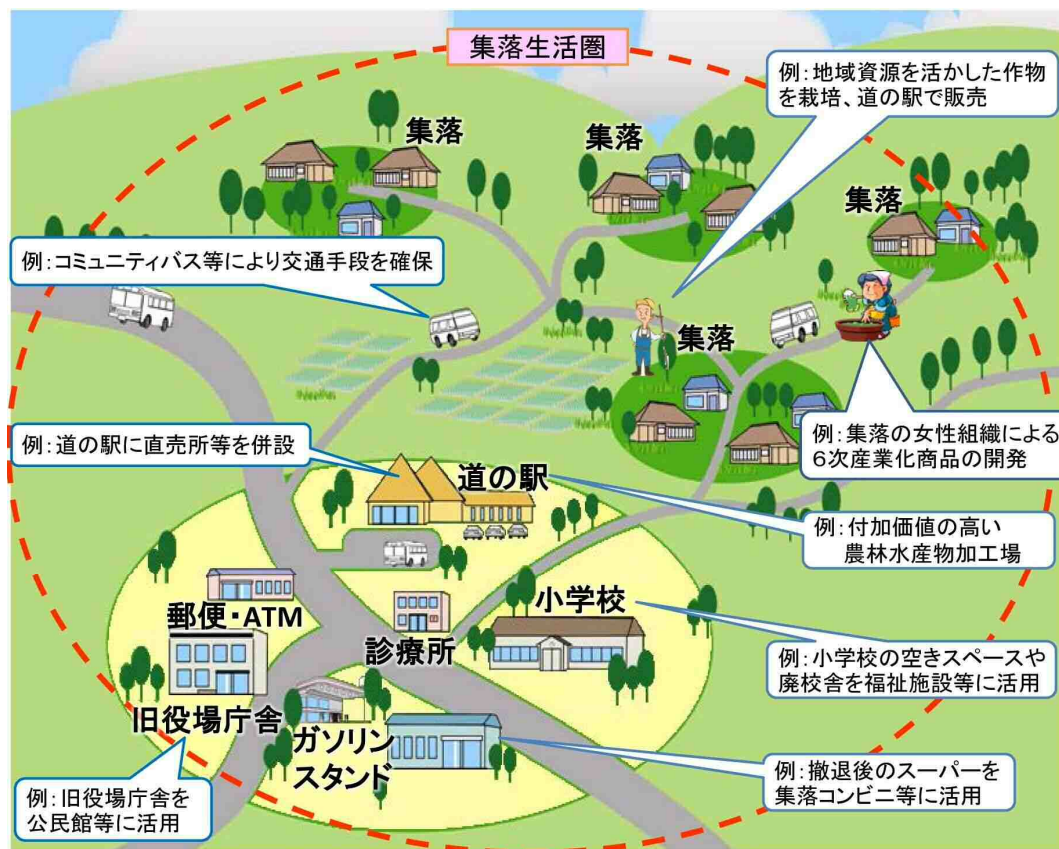 集落生活圏
例：地域資源を活かした作物
を栽培、道の駅で販売
集落
集落
集落
例：コミュニティバス等により交通手段を確保
集落
例：集落の女性組織による
６次産業化商品の開発
例：道の駅に直売所等を併設
道の駅
例：付加価値の高い
農林水産物加工場
小学校
郵便・ATM
診療所
例：小学校の空きスペースや
廃校舎を福祉施設等に活用
旧役場庁舎
ガソリン
スタンド
例：撤退後のスーパーを
集落コンビニ等に活用
例：旧役場庁舎を
公民館等に活用